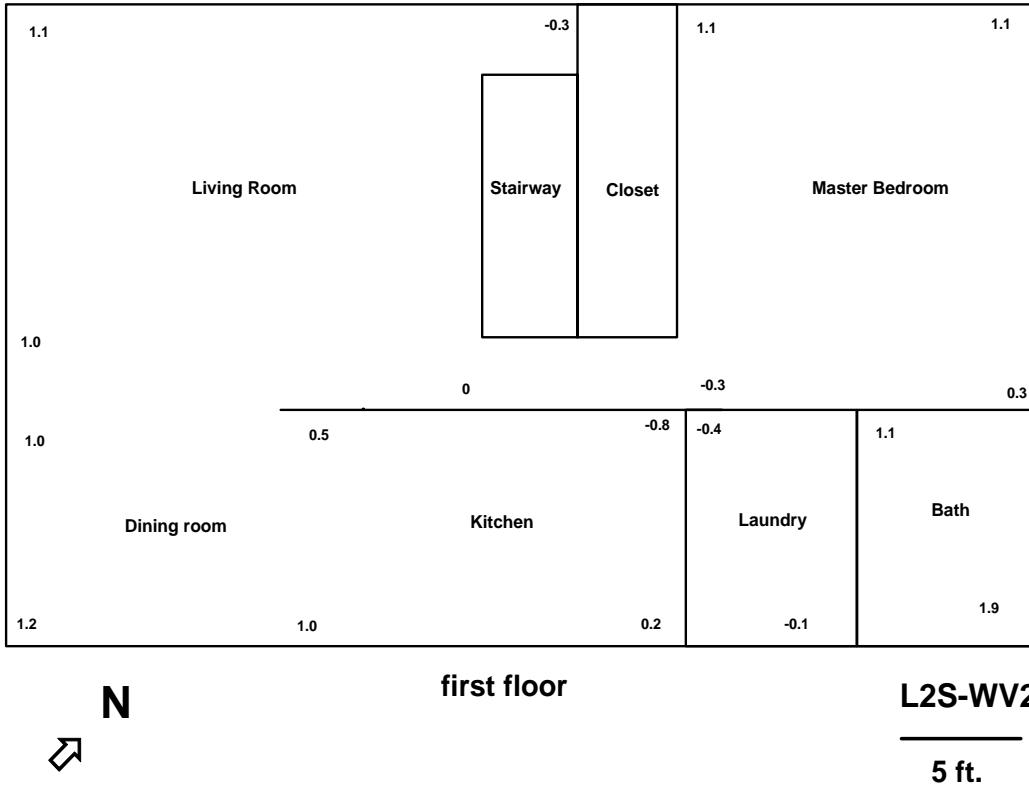 1.1 -0.3 1.1 1.1
Living Room Stairway Closet Master Bedroom
1.0
0 -0.3 0.3
1.0 0.5 -0.8 -0.4 1.1
Dining room Kitchen Laundry Bath
1.2 1.0 0.2 -0.1 1.9
N first floor L2S-WV2
5 ft.